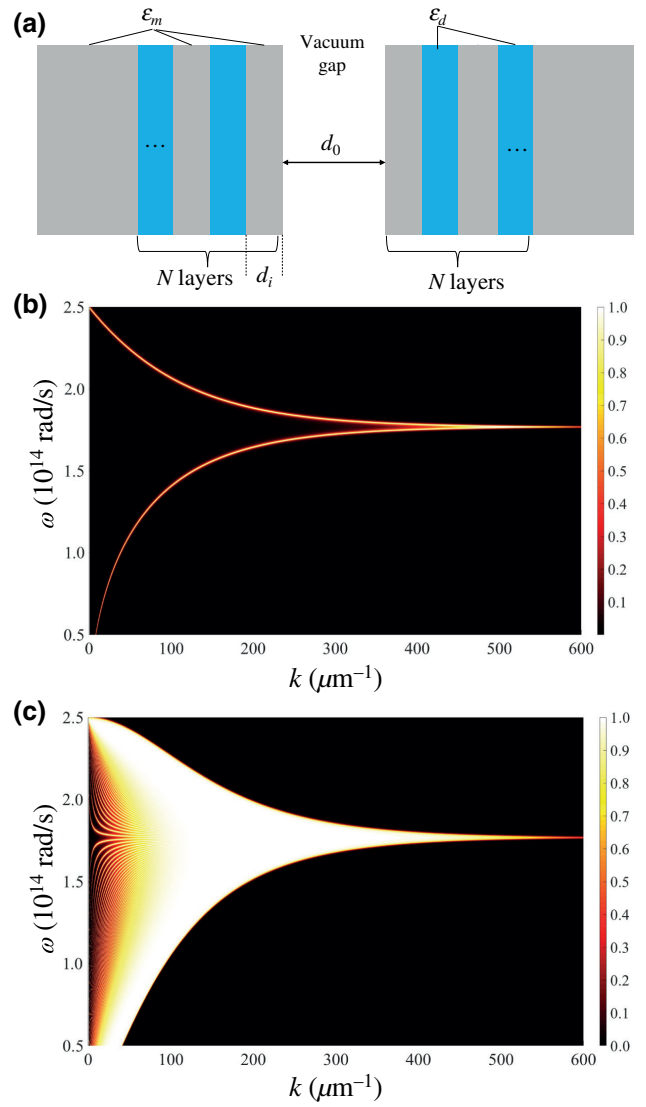 (a)
εm εd
Vacuum
gap
... d0 ...
N layers di N layers
(b)
2.5
2.0
1.5
1.0
0.5
ω (10^14 rad/s)
0 100 200 300 400 500 600
k (μm^−1)
1.0
0.9
0.8
0.7
0.6
0.5
0.4
0.3
0.2
0.1
(c)
2.5
2.0
1.5
1.0
0.5
ω (10^14 rad/s)
0 100 200 300 400 500 600
k (μm^−1)
1.0
0.9
0.8
0.7
0.6
0.5
0.4
0.3
0.2
0.1
0.0